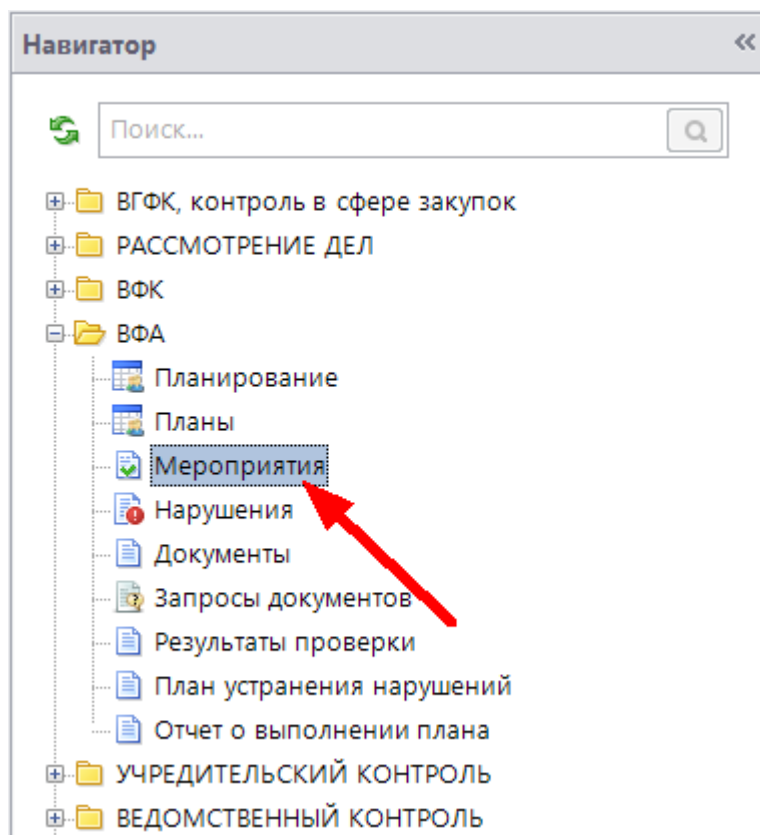 Навигатор
Поиск...
ВГФК, контроль в сфере закупок
РАССМОТРЕНИЕ ДЕЛ
ВФК
ВФА
Планирование
Планы
Мероприятия
Нарушения
Документы
Запросы документов
Результаты проверки
План устранения нарушений
Отчет о выполнении плана
УЧРЕДИТЕЛЬСКИЙ КОНТРОЛЬ
ВЕДОМСТВЕННЫЙ КОНТРОЛЬ